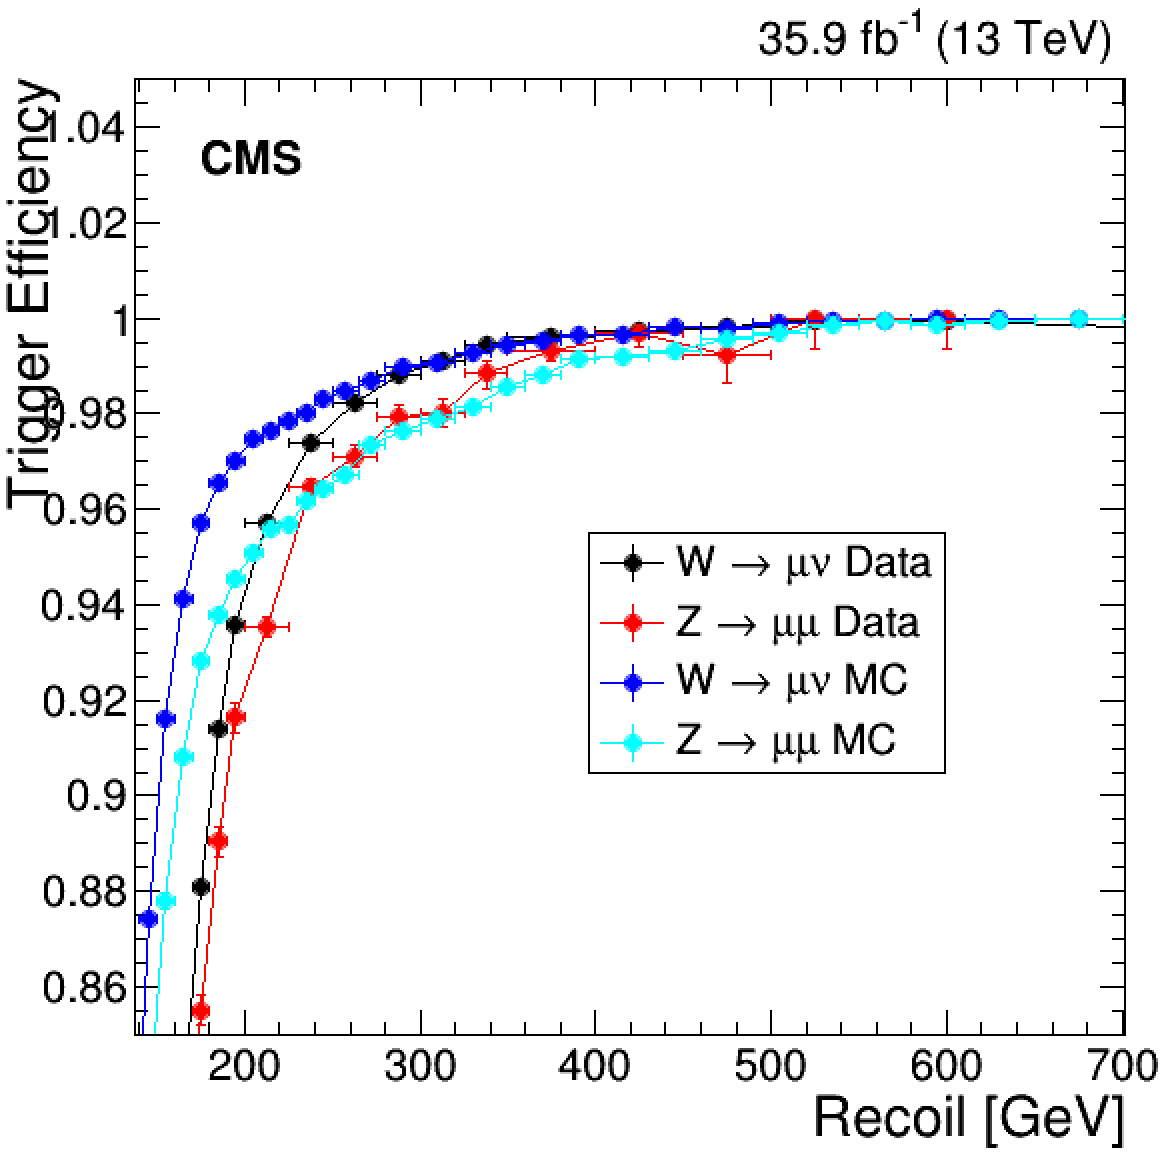 35.9 fb⁻¹ (13 TeV)
Trigger Efficiency
CMS
1.04
1.02
1
0.98
0.96
0.94
0.92
0.9
0.88
0.86
W → μν Data
Z → μμ Data
W → μν MC
Z → μμ MC
200 300 400 500 600 700
Recoil [GeV]